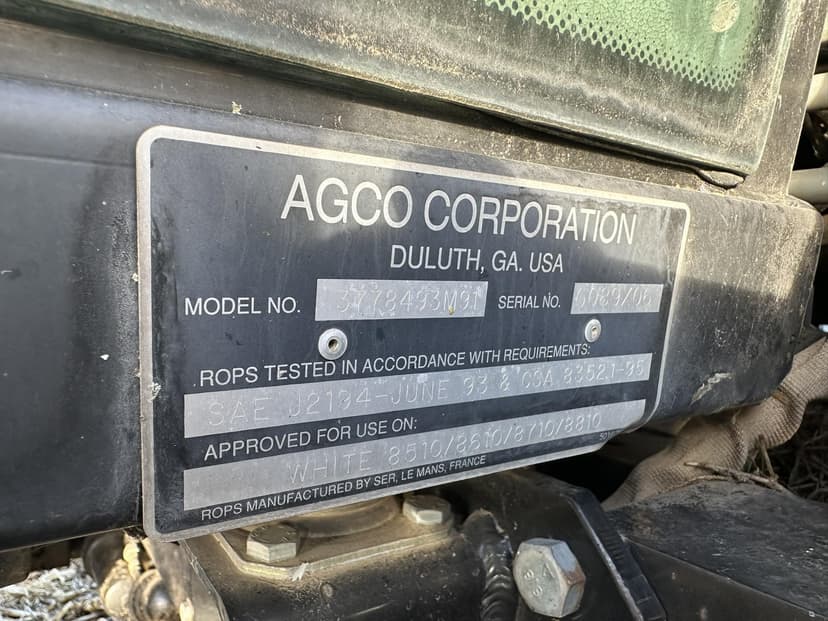 AGCO CORPORATION
DULUTH, GA. USA
MODEL NO. 3778493M91 SERIAL NO. 0089/06
ROPS TESTED IN ACCORDANCE WITH REQUIREMENTS:
SAE J2194-JUNE 93 & CSA B352.1-95
APPROVED FOR USE ON:
WHITE 8510/8610/8710/8810
ROPS MANUFACTURED BY SER, LE MANS, FRANCE